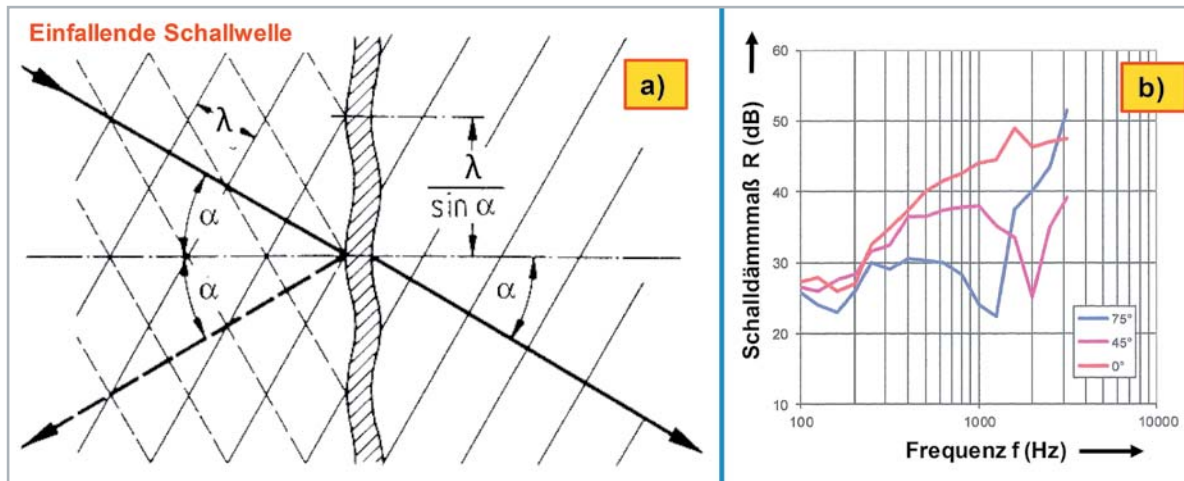 Einfallende Schallwelle
a)
λ
λ
sin α
α
α
α
b)
Schalldämmmaß R (dB)
60
50
40
30
20
10
75°
45°
0°
100
1000
10000
Frequenz f (Hz)